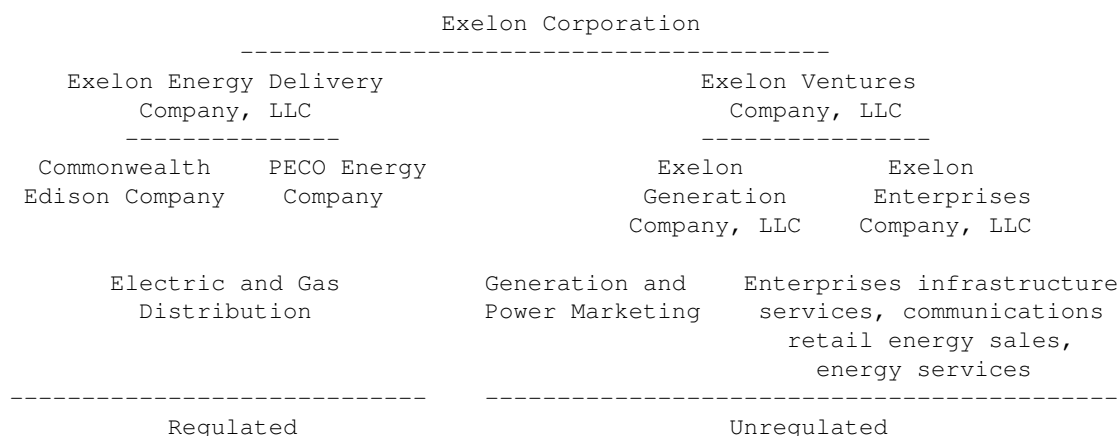 Exelon Corporation
Exelon Energy Delivery Exelon Ventures
Company, LLC Company, LLC
Commonwealth PECO Energy Exelon Exelon
Edison Company Company Generation Enterprises
Company, LLC Company, LLC
Electric and Gas Generation and Enterprises infrastructure
Distribution Power Marketing services, communications
retail energy sales,
energy services
Regulated Unregulated